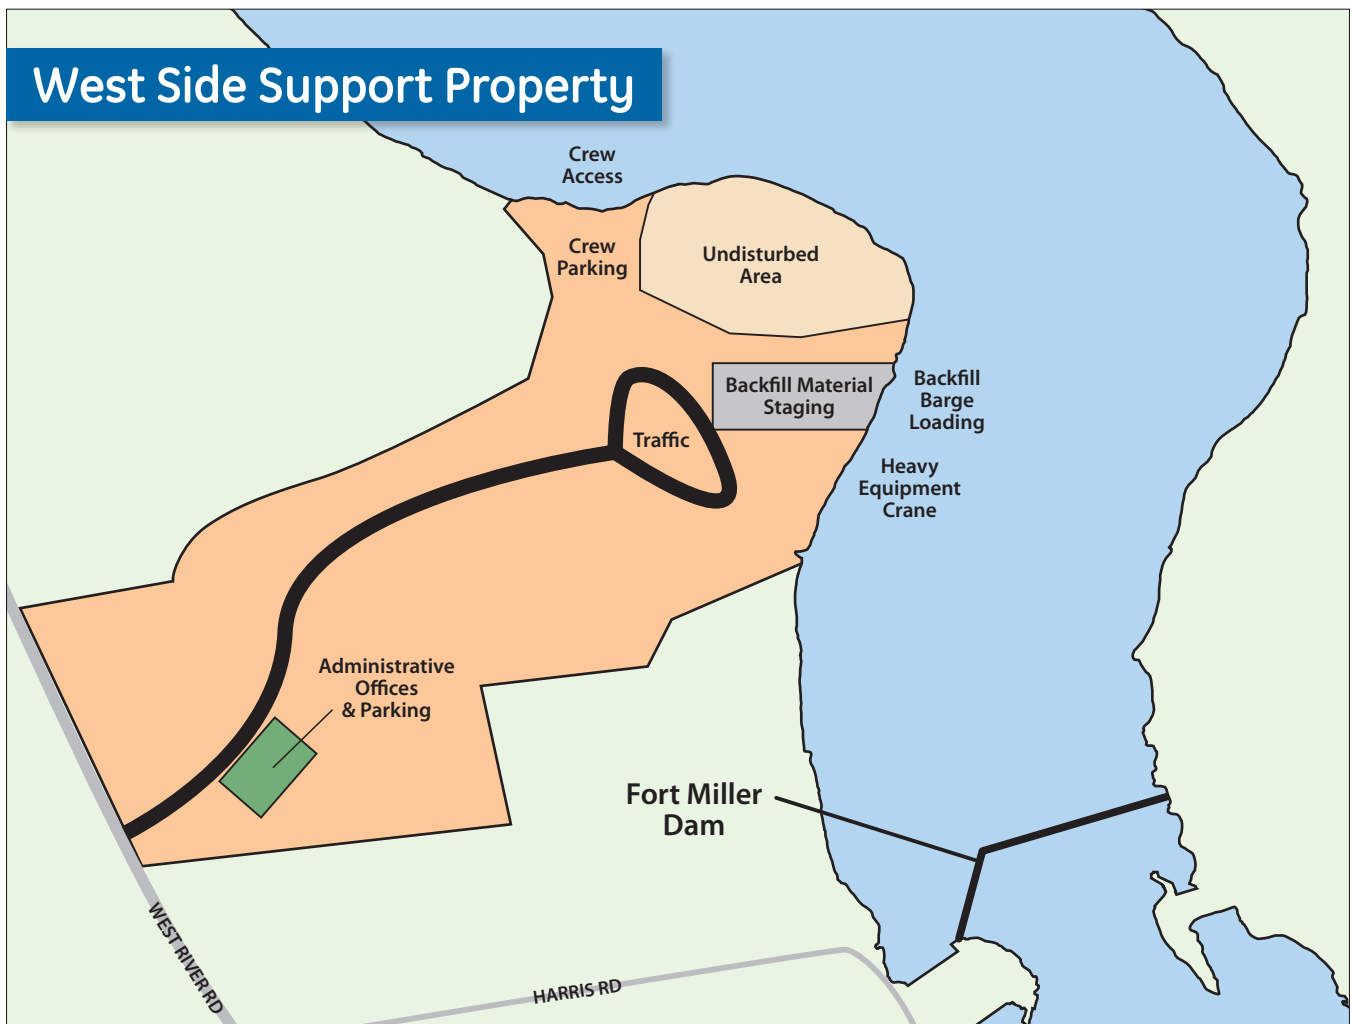 West Side Support Property
Crew
Access
Crew
Parking
Undisturbed
Area
Backfill Material
Staging
Backfill
Barge
Loading
Traffic
Heavy
Equipment
Crane
Administrative
Offices
& Parking
Fort Miller
Dam
WEST RIVER RD
HARRIS RD